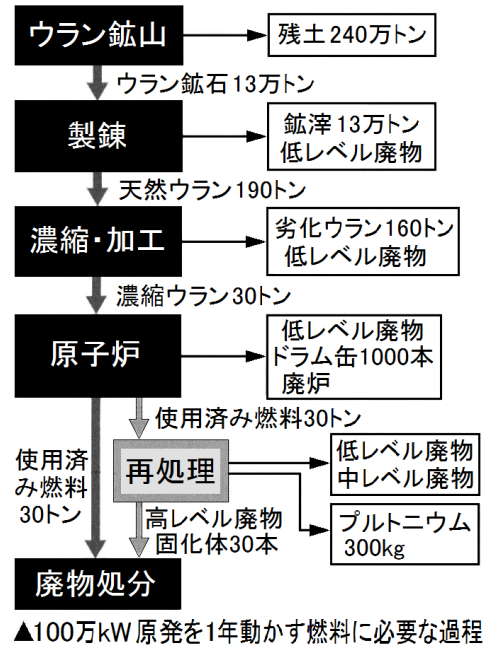 ウラン鉱山
残土240万トン
ウラン鉱石13万トン
製錬
鉱滓13万トン
低レベル廃物
天然ウラン190トン
濃縮・加工
劣化ウラン160トン
低レベル廃物
濃縮ウラン30トン
原子炉
低レベル廃物
ドラム缶1000本
廃炉
使用済み燃料30トン
使用済
み燃料
30トン
再処理
低レベル廃物
中レベル廃物
高レベル廃物
固化体30本
プルトニウム
300kg
廃物処分
▲100万kW原発を1年動かす燃料に必要な過程